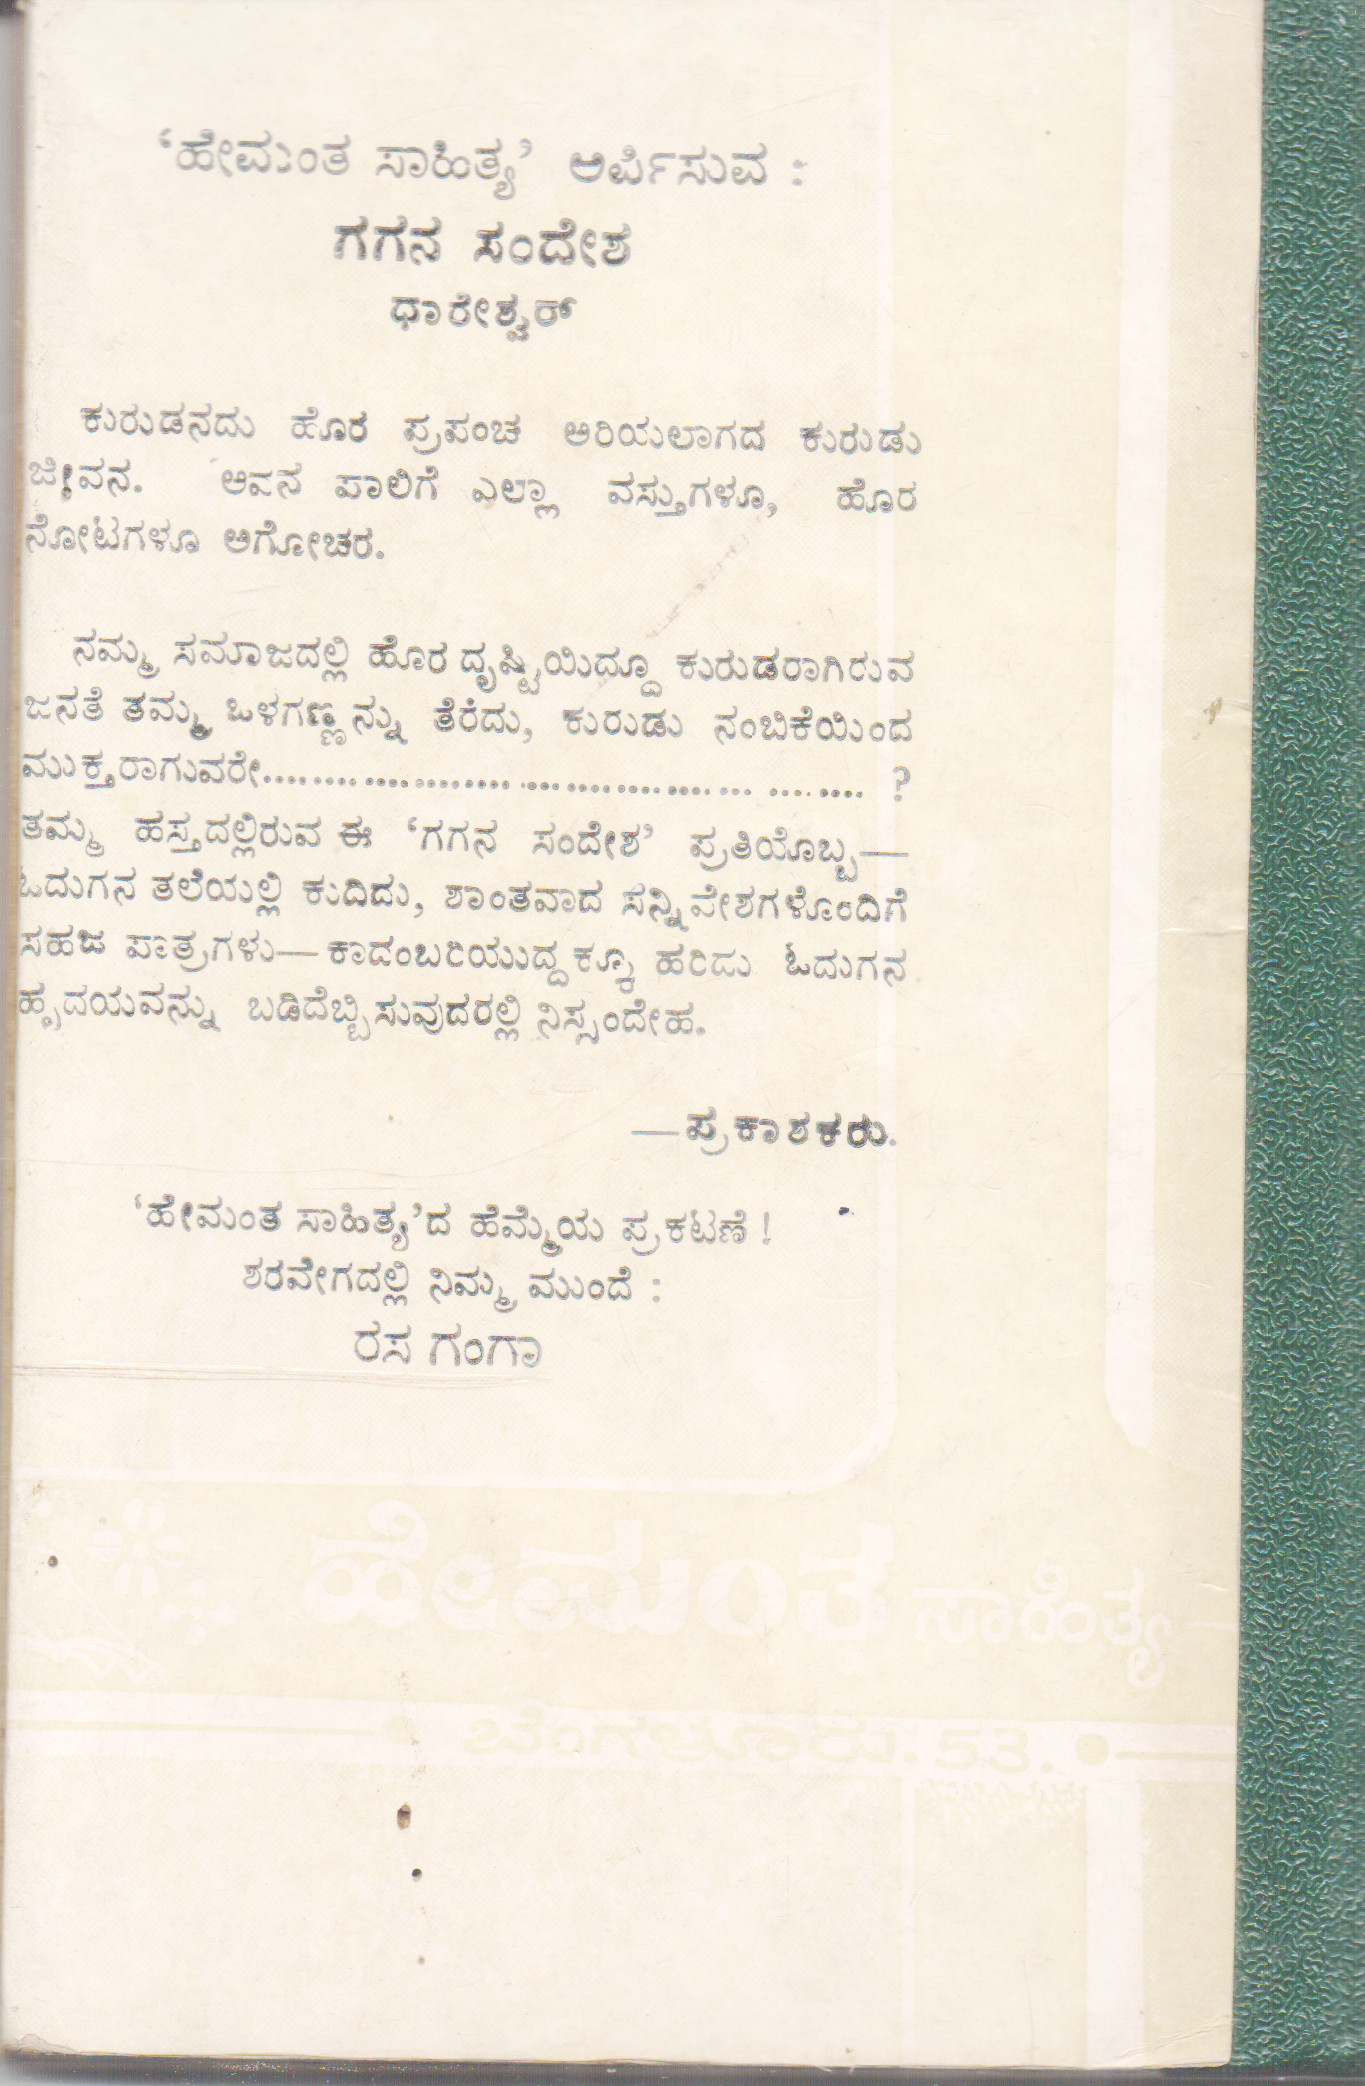 ‘ಹೇಮಂತ ಸಾಹಿತ್ಯ’ ಅರ್ಪಿಸುವ :
ಗಗನ ಸಂದೇಶ
ಧಾರೇಶ್ವರ್
ಕುರುಡನದು ಹೊರ ಪ್ರಪಂಚ ಅರಿಯಲಾಗದ ಕುರುಡು
ಜೀವನ. ಅವನ ಪಾಲಿಗೆ ಎಲ್ಲಾ ವಸ್ತುಗಳೂ, ಹೊರ
ನೋಟಗಳೂ ಅಗೋಚರ.
ನಮ್ಮ ಸಮಾಜದಲ್ಲಿ ಹೊರ ದೃಷ್ಟಿಯಿದ್ದೂ ಕುರುಡರಾಗಿರುವ
ಜನತೆ ತಮ್ಮ ಒಳಗಣ್ಣನ್ನು ತೆರೆದು, ಕುರುಡು ನಂಬಿಕೆಯಿಂದ
ಮುಕ್ತರಾಗುವರೇ................................................ ?
ತಮ್ಮ ಹಸ್ತದಲ್ಲಿರುವ ಈ ‘ಗಗನ ಸಂದೇಶ’ ಪ್ರತಿಯೊಬ್ಬ—
ಓದುಗನ ತಲೆಯಲ್ಲಿ ಕುದಿದು, ಶಾಂತವಾದ ಸನ್ನಿವೇಶಗಳೊಂದಿಗೆ
ಸಹಜ ಪಾತ್ರಗಳು—ಕಾದಂಬರಿಯುದ್ದಕ್ಕೂ ಹರಿದು ಓದುಗನ
ಹೃದಯವನ್ನು ಬಡಿದೆಬ್ಬಿಸುವುದರಲ್ಲಿ ನಿಸ್ಸಂದೇಹ.
—ಪ್ರಕಾಶಕರು.
‘ಹೇಮಂತ ಸಾಹಿತ್ಯ’ದ ಹೆಮ್ಮೆಯ ಪ್ರಕಟಣೆ !
ಶರವೇಗದಲ್ಲಿ ನಿಮ್ಮ ಮುಂದೆ :
ರಸ ಗಂಗಾ
ಹೇಮಂತ ಸಾಹಿತ್ಯ
ಬೆಂಗಳೂರು. 53.